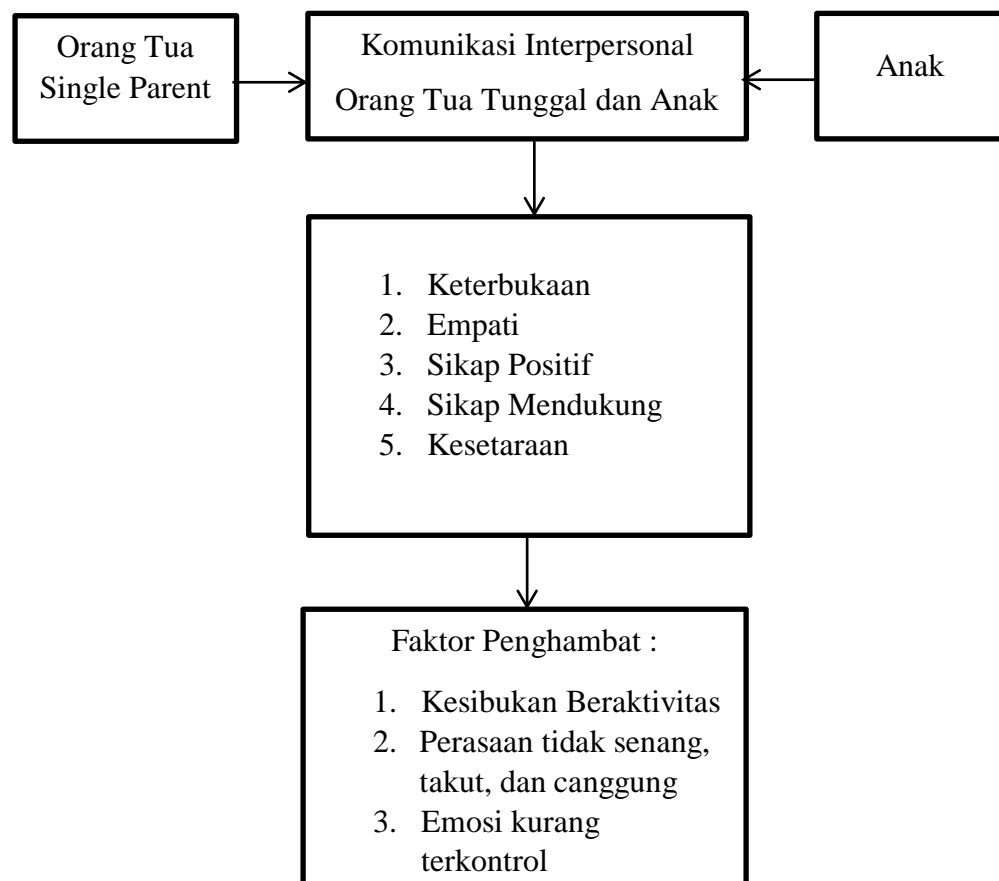 Orang Tua
Single Parent
Komunikasi Interpersonal
Orang Tua Tunggal dan Anak
Anak
1. Keterbukaan
2. Empati
3. Sikap Positif
4. Sikap Mendukung
5. Kesetaraan
Faktor Penghambat :
1. Kesibukan Beraktivitas
2. Perasaan tidak senang,
takut, dan canggung
3. Emosi kurang
terkontrol